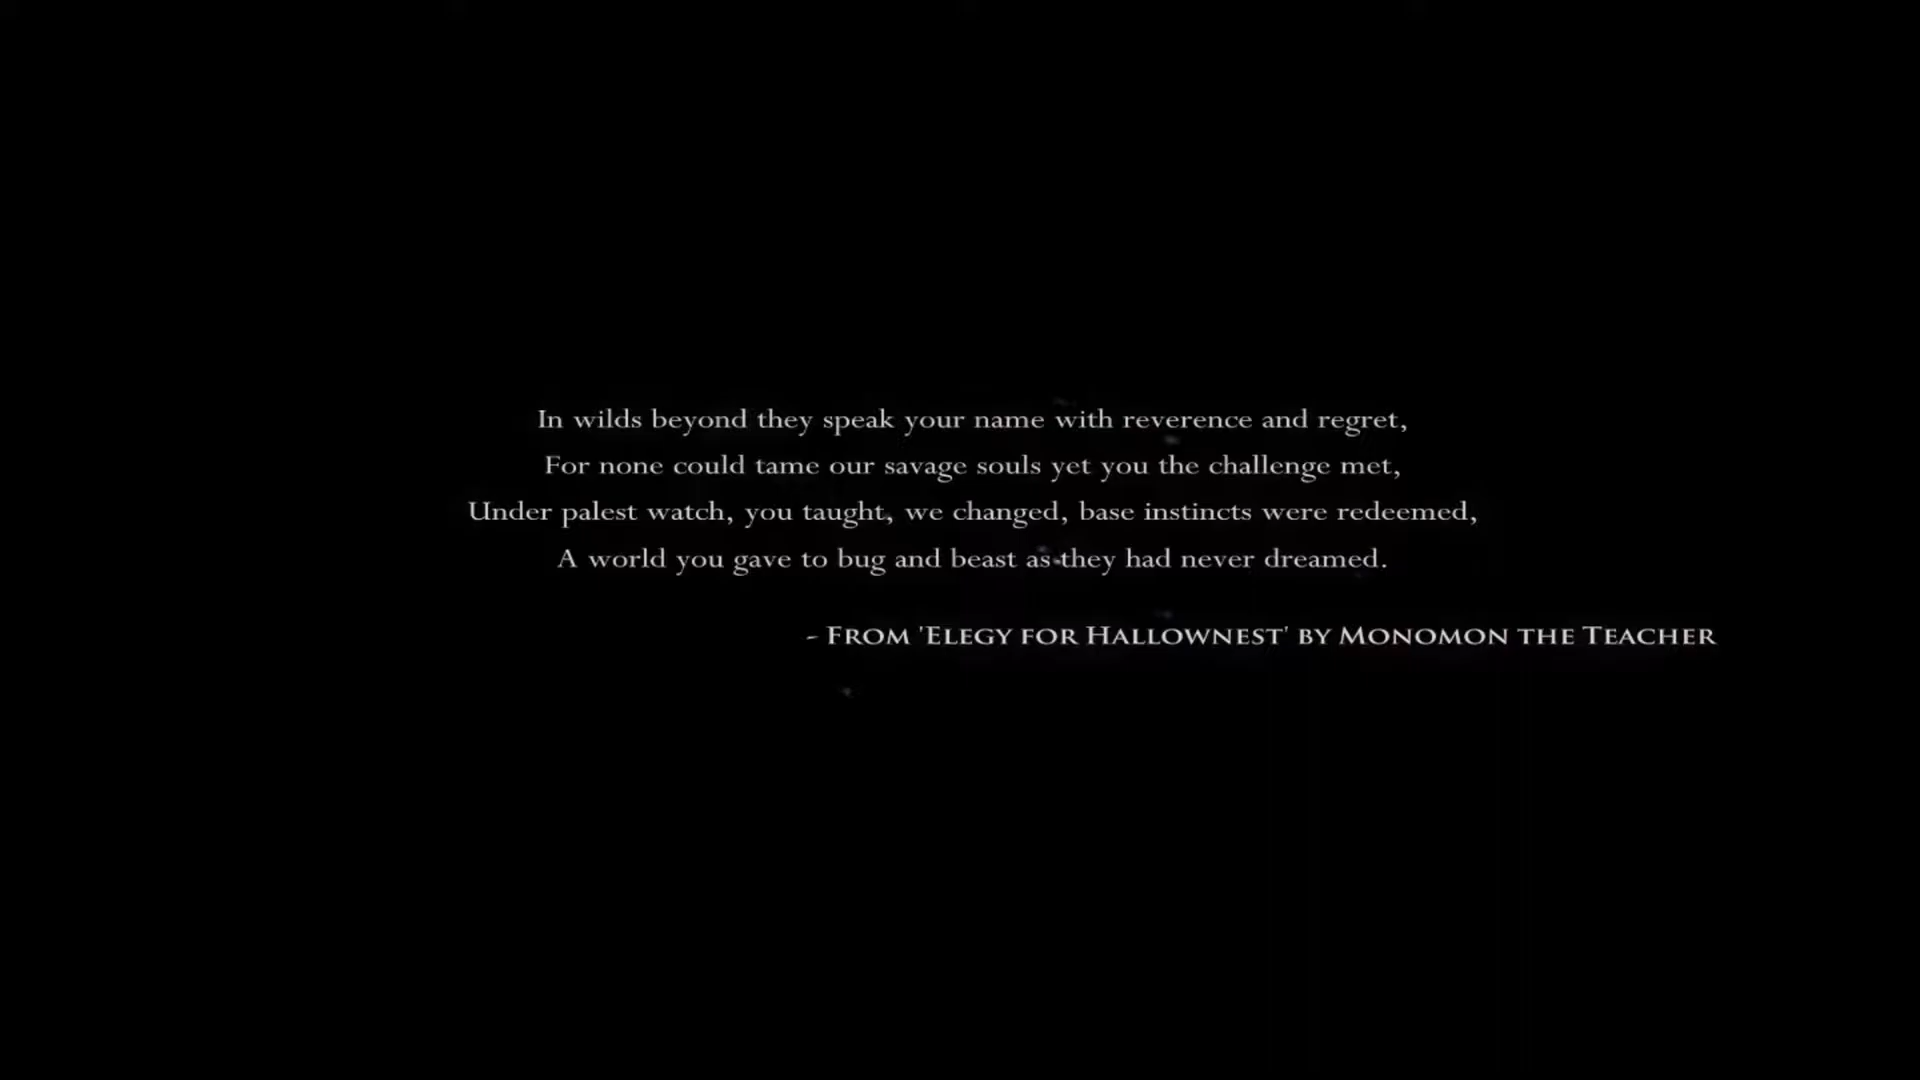 In wilds beyond they speak your name with reverence and regret,
For none could tame our savage souls yet you the challenge met,
Under palest watch, you taught, we changed, base instincts were redeemed,
A world you gave to bug and beast as they had never dreamed.
- From 'Elegy for Hallownest' by Monomon the Teacher